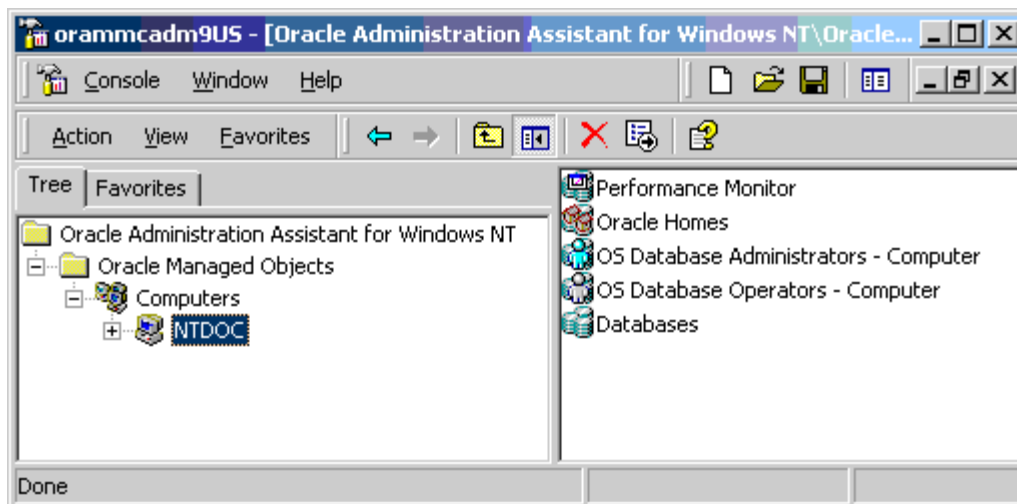 orammcadm9US - [Oracle Administration Assistant for Windows NT\Oracle...
Console Window Help
Action View Favorites
Tree Favorites
Oracle Administration Assistant for Windows NT
Oracle Managed Objects
Computers
NTDOC
Performance Monitor
Oracle Homes
OS Database Administrators - Computer
OS Database Operators - Computer
Databases
Done